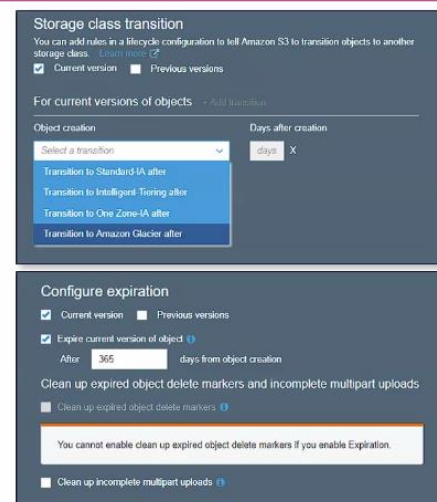 Storage class transition
You can add rules in a lifecycle configuration to tell Amazon S3 to transition objects to another
storage class. Learn more
Current version Previous versions
For current versions of objects + Add transition
Object creation Days after creation
Select a transition days X
Transition to Standard-IA after
Transition to Intelligent-Tiering after
Transition to One Zone-IA after
Transition to Amazon Glacier after
Configure expiration
Current version Previous versions
Expire current version of object
After 365 days from object creation
Clean up expired object delete markers and incomplete multipart uploads
Clean up expired object delete markers
You cannot enable clean up expired object delete markers if you enable Expiration.
Clean up incomplete multipart uploads